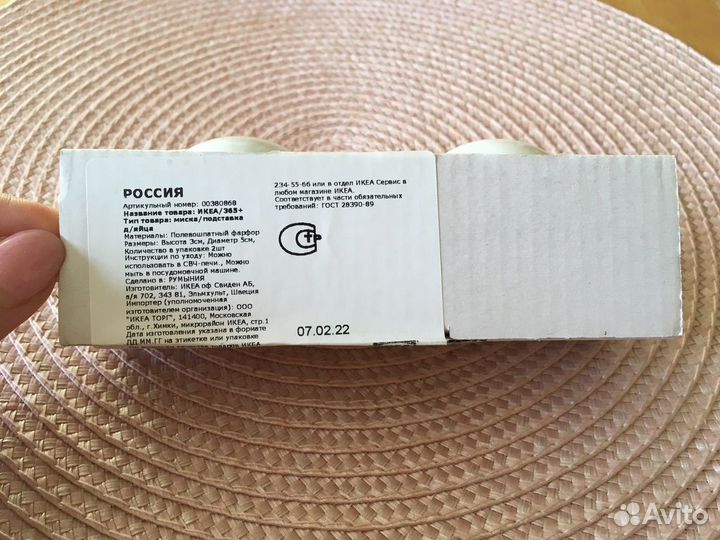 РОССИЯ
Артикульный номер: 00380868
Название товара: ИКЕА/365+
Тип товара: миска/подставка
д/яйца
Материалы: Полевошпатный фарфор
Размеры: Высота 3см, Диаметр 5см,
Количество в упаковке 2шт
Инструкции по уходу: Можно
использовать в СВЧ-печи., Можно
мыть в посудомоечной машине.
Сделано в: РУМЫНИЯ
Изготовитель: ИКЕА оф Свиден АБ,
а/я 702, 343 81, Эльмхульт, Швеция
Импортер (уполномоченная
изготовителем организация): ООО
"ИКЕА ТОРГ", 141400, Московская
обл., г.Химки, микрорайон ИКЕА, стр.1
Дата изготовления указана в формате
ДД.ММ.ГГ на этикетке или упаковке
товаров ИКЕА
234-55-66 или в отдел ИКЕА Сервис в
любом магазине ИКЕА.
Соответствует в части обязательных
требований: ГОСТ 28390-89
07.02.22
Avito